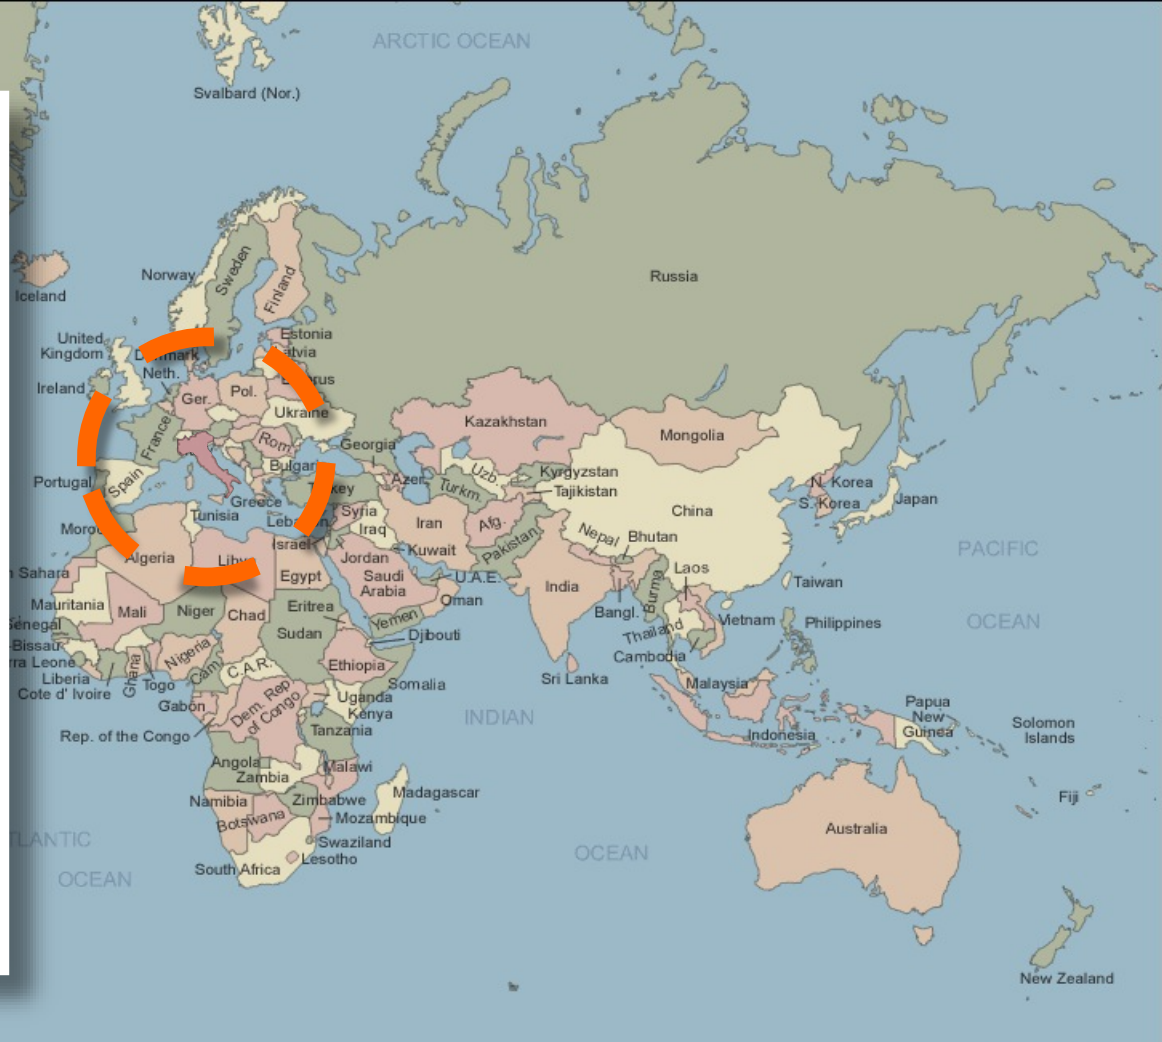 ARCTIC OCEAN
Svalbard (Nor.)
Norway
Sweden
Finland
Russia
Iceland
United
Kingdom
Estonia
Neth.
Ireland
Ger.
Pol.
Ukraine
France
Rom.
Georgia
Kazakhstan
Mongolia
Portugal
Spain
Azer.
Uzb.
Turkm.
Kyrgyzstan
Tajikistan
China
N. Korea
S. Korea
Japan
Greece
Tunisia
Syria
Iraq
Iran
Afg.
Pakistan
Nepal
Bhutan
Israel
Algeria
Jordan
Kuwait
Egypt
Saudi
Arabia
U.A.E.
Oman
India
Bangl.
Burma
Laos
Taiwan
PACIFIC
Sahara
Mauritania
Mali
Niger
Chad
Eritrea
Sudan
Yemen
Djibouti
Thailand
Vietnam
Philippines
OCEAN
Nigeria
C.A.R.
Ethiopia
Somalia
Sri Lanka
Cambodia
Malaysia
Liberia
Ghana
Togo
Cam.
Cote d' Ivoire
Gabon
Dem. Rep.
of Congo
Uganda
Kenya
INDIAN
Rep. of the Congo
Tanzania
Indonesia
Papua
New
Guinea
Solomon
Islands
Angola
Zambia
Malawi
Namibia
Zimbabwe
Madagascar
Botswana
Mozambique
Fiji
Australia
Swaziland
Lesotho
South Africa
OCEAN
OCEAN
New Zealand